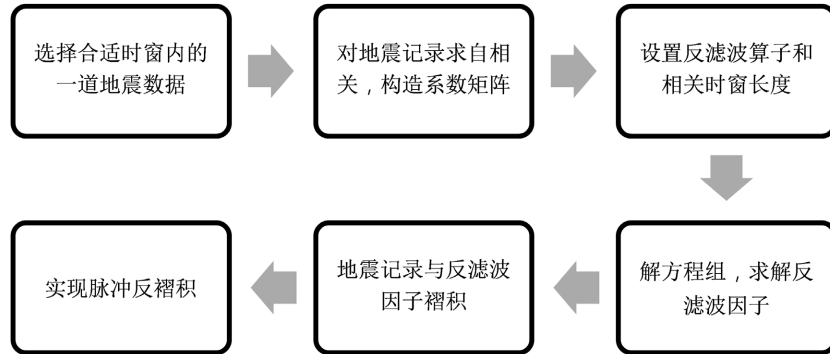 选择合适时窗内的
一道地震数据
对地震记录求自相
关，构造系数矩阵
设置反滤波算子和
相关时窗长度
解方程组，求解反
滤波因子
地震记录与反滤波
因子褶积
实现脉冲反褶积